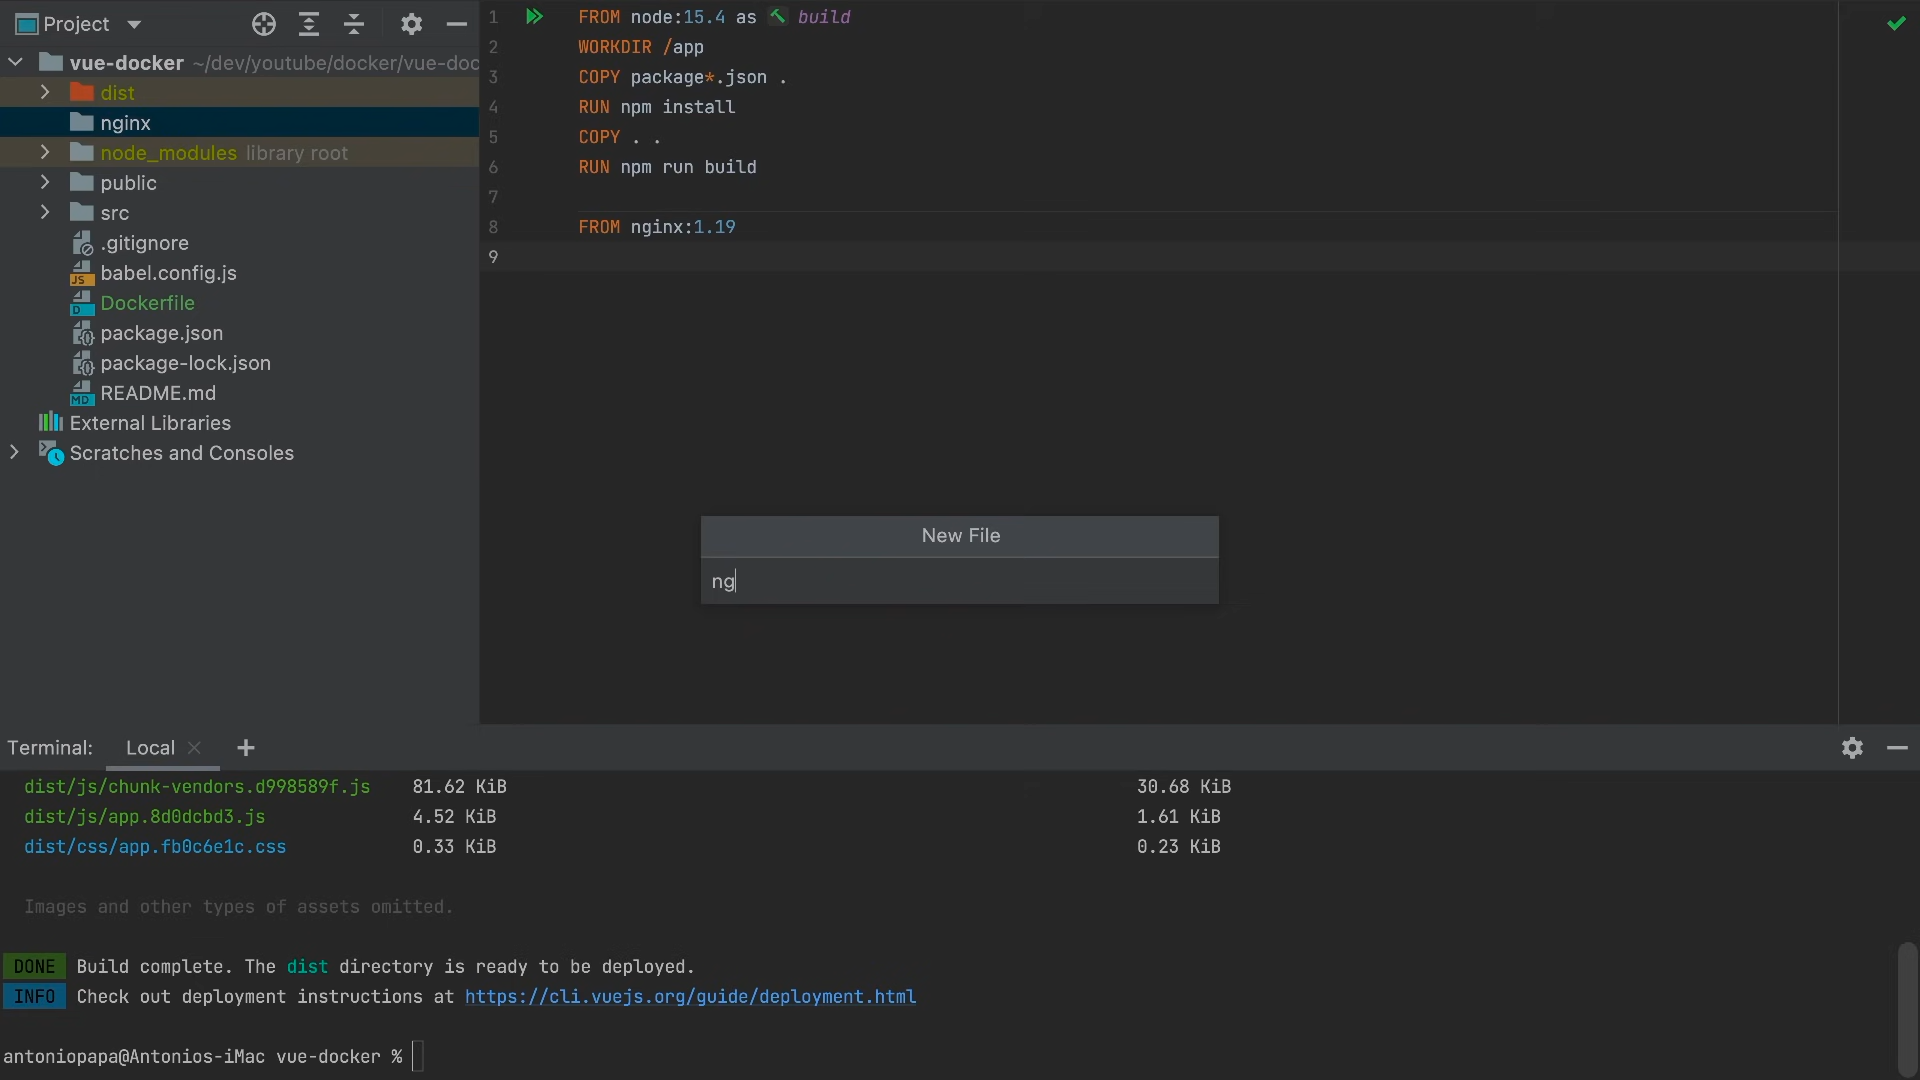 Project
vue-docker ~/dev/youtube/docker/vue-doc
dist
nginx
node_modules library root
public
src
.gitignore
babel.config.js
Dockerfile
package.json
package-lock.json
README.md
External Libraries
Scratches and Consoles
1 FROM node:15.4 as build
2 WORKDIR /app
3 COPY package*.json .
4 RUN npm install
5 COPY . .
6 RUN npm run build
7
8 FROM nginx:1.19
9
New File
ng
Terminal: Local
dist/js/chunk-vendors.d998589f.js 81.62 KiB 30.68 KiB
dist/js/app.8d0dcbd3.js 4.52 KiB 1.61 KiB
dist/css/app.fb0c6e1c.css 0.33 KiB 0.23 KiB
Images and other types of assets omitted.
DONE Build complete. The dist directory is ready to be deployed.
INFO Check out deployment instructions at https://cli.vuejs.org/guide/deployment.html
antoniopapa@Antonios-iMac vue-docker %